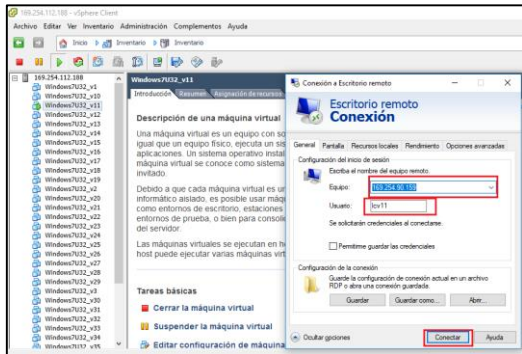 169.254.112.188 - vSphere Client
Archivo Editar Ver Inventario Administración Complementos Ayuda
Inicio Inventario Inventario
169.254.112.188
Windows7U32_v1
Windows7U32_v10
Windows7U32_v11
Windows7U32_v12
Windows7U32_v13
Windows7U32_v14
Windows7U32_v15
Windows7U32_v16
Windows7U32_v17
Windows7U32_v18
Windows7U32_v19
Windows7U32_v2
Windows7U32_v20
Windows7U32_v21
Windows7U32_v22
Windows7U32_v23
Windows7U32_v24
Windows7U32_v25
Windows7U32_v26
Windows7U32_v27
Windows7U32_v28
Windows7U32_v29
Windows7U32_v3
Windows7U32_v30
Windows7U32_v31
Windows7U32_v32
Windows7U32_v33
Windows7U32_v34
Windows7U32_v35
Windows7U32_v11
Introducción Resumen Asignación de recursos
Descripción de una máquina virtual
Una máquina virtual es un equipo con so
igual que un equipo físico, ejecuta un sis
aplicaciones. Un sistema operativo instal
máquina virtual se conoce como sistema
invitado.
Debido a que cada máquina virtual es un
informático aislado, es posible usar máqu
como entornos de escritorio, estaciones
entornos de prueba, o bien para consolid
del servidor.
Las máquinas virtuales se ejecutan en h
host puede ejecutar varias máquinas virt
Tareas básicas
Cerrar la máquina virtual
Suspender la máquina virtual
Editar configuración de máquina
Conexión a Escritorio remoto
Escritorio remoto
Conexión
General Pantalla Recursos locales Rendimiento Opciones avanzadas
Configuración del inicio de sesión
Escriba el nombre del equipo remoto.
Equipo: 169.254.90.159
Usuario: lcv11
Se solicitarán credenciales al conectarse.
Permitirme guardar las credenciales
Configuración de la conexión
Guarde la configuración de conexión actual en un archivo
RDP o abra una conexión guardada.
Guardar Guardar como... Abrir...
Ocultar opciones Conectar Ayuda